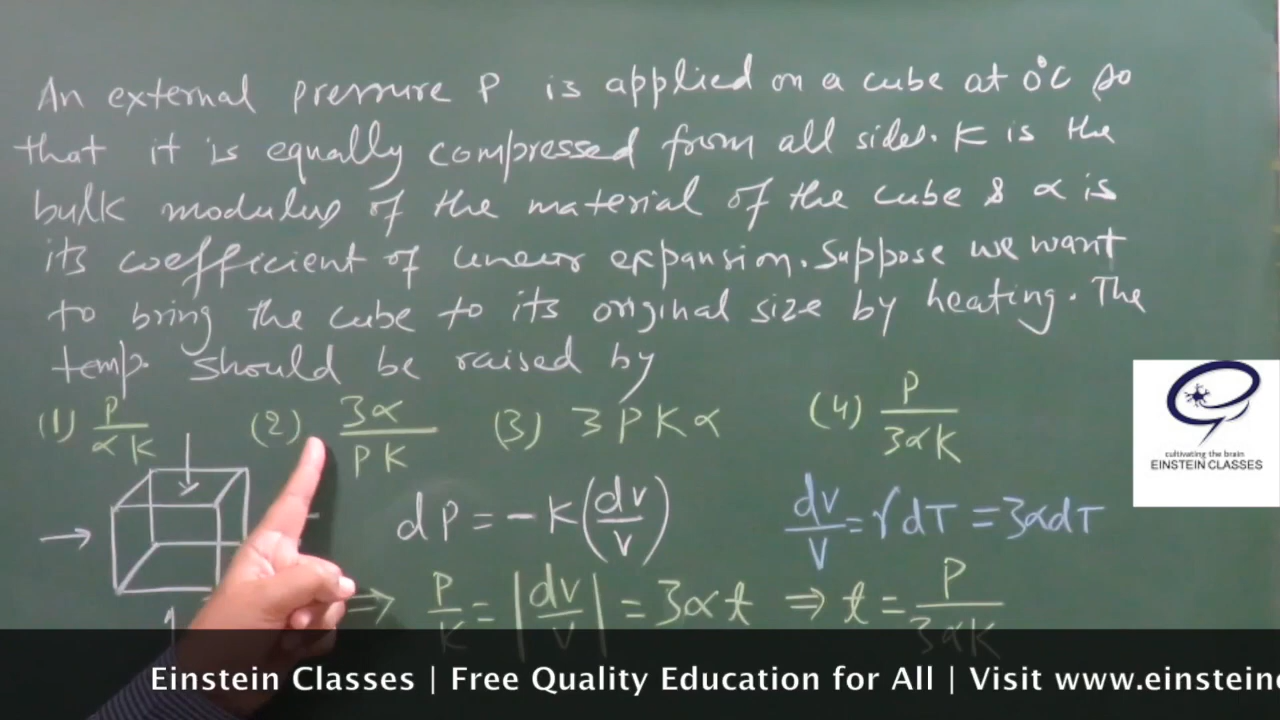 An external pressure P is applied on a cube at 0°C so
that it is equally compressed from all sides. K is the
bulk modulus of the material of the cube & α is
its coefficient of linear expansion. Suppose we want
to bring the cube to its original size by heating. The
temp. should be raised by
(1) P/αK (2) 3α/PK (3) 3PKα (4) P/3αK
cultivating the brain
EINSTEIN CLASSES
dP = -K(dv/v) dv/v = γdT = 3αdT
⇒ P/K = |dv/v| = 3αt ⇒ t = P/3αK
Einstein Classes | Free Quality Education for All | Visit www.einstein